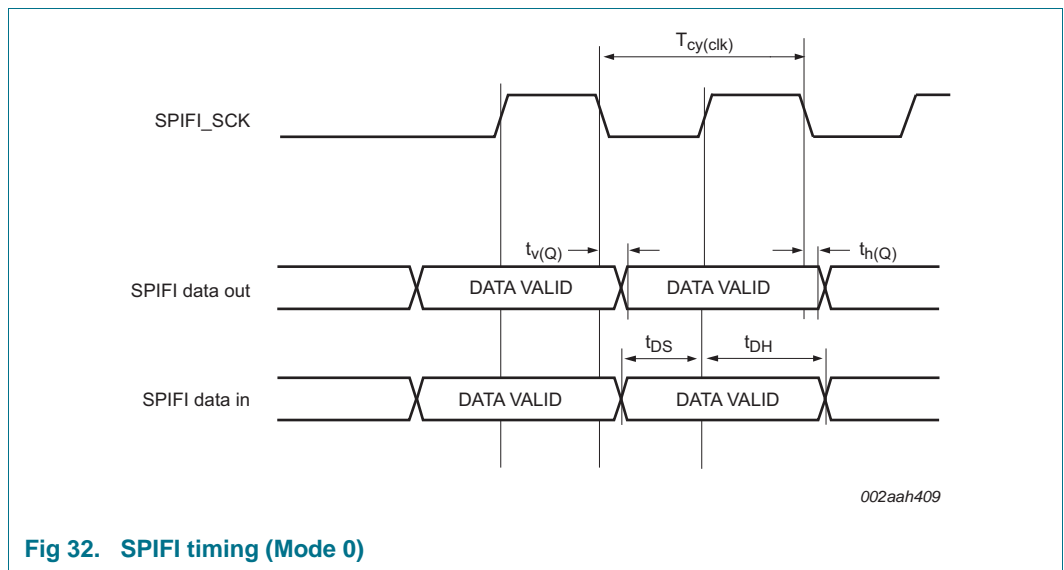 Tcy(clk)
SPIFI_SCK
tv(Q)
th(Q)
SPIFI data out
DATA VALID
DATA VALID
tDS
tDH
SPIFI data in
DATA VALID
DATA VALID
002aah409
Fig 32. SPIFI timing (Mode 0)